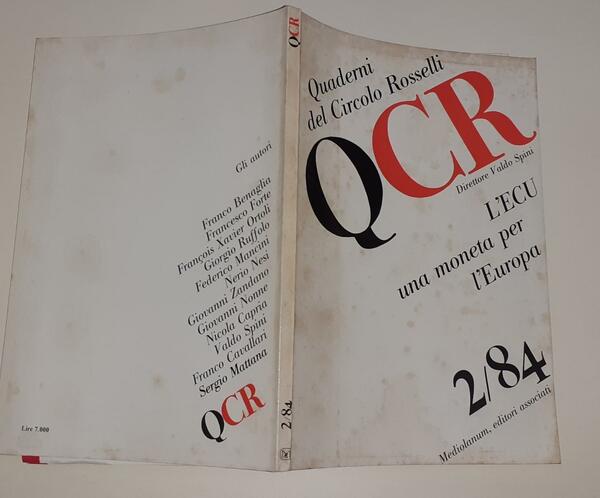 Quaderni
del Circolo Rosselli
QCR
Direttore Valdo Spini
L'ECU
una moneta per
l'Europa
2/84
Mediolanum, editori associati
QCR
2/84
Gli autori
Franco Benaglia
Francesco Forte
François Xavier Ortoli
Giorgio Ruffolo
Federico Mancini
Nerio Nesi
Giovanni Zandano
Giovanni Nonne
Nicola Capria
Valdo Spini
Franco Cavallari
Sergio Mattana
QCR
Lire 7.000